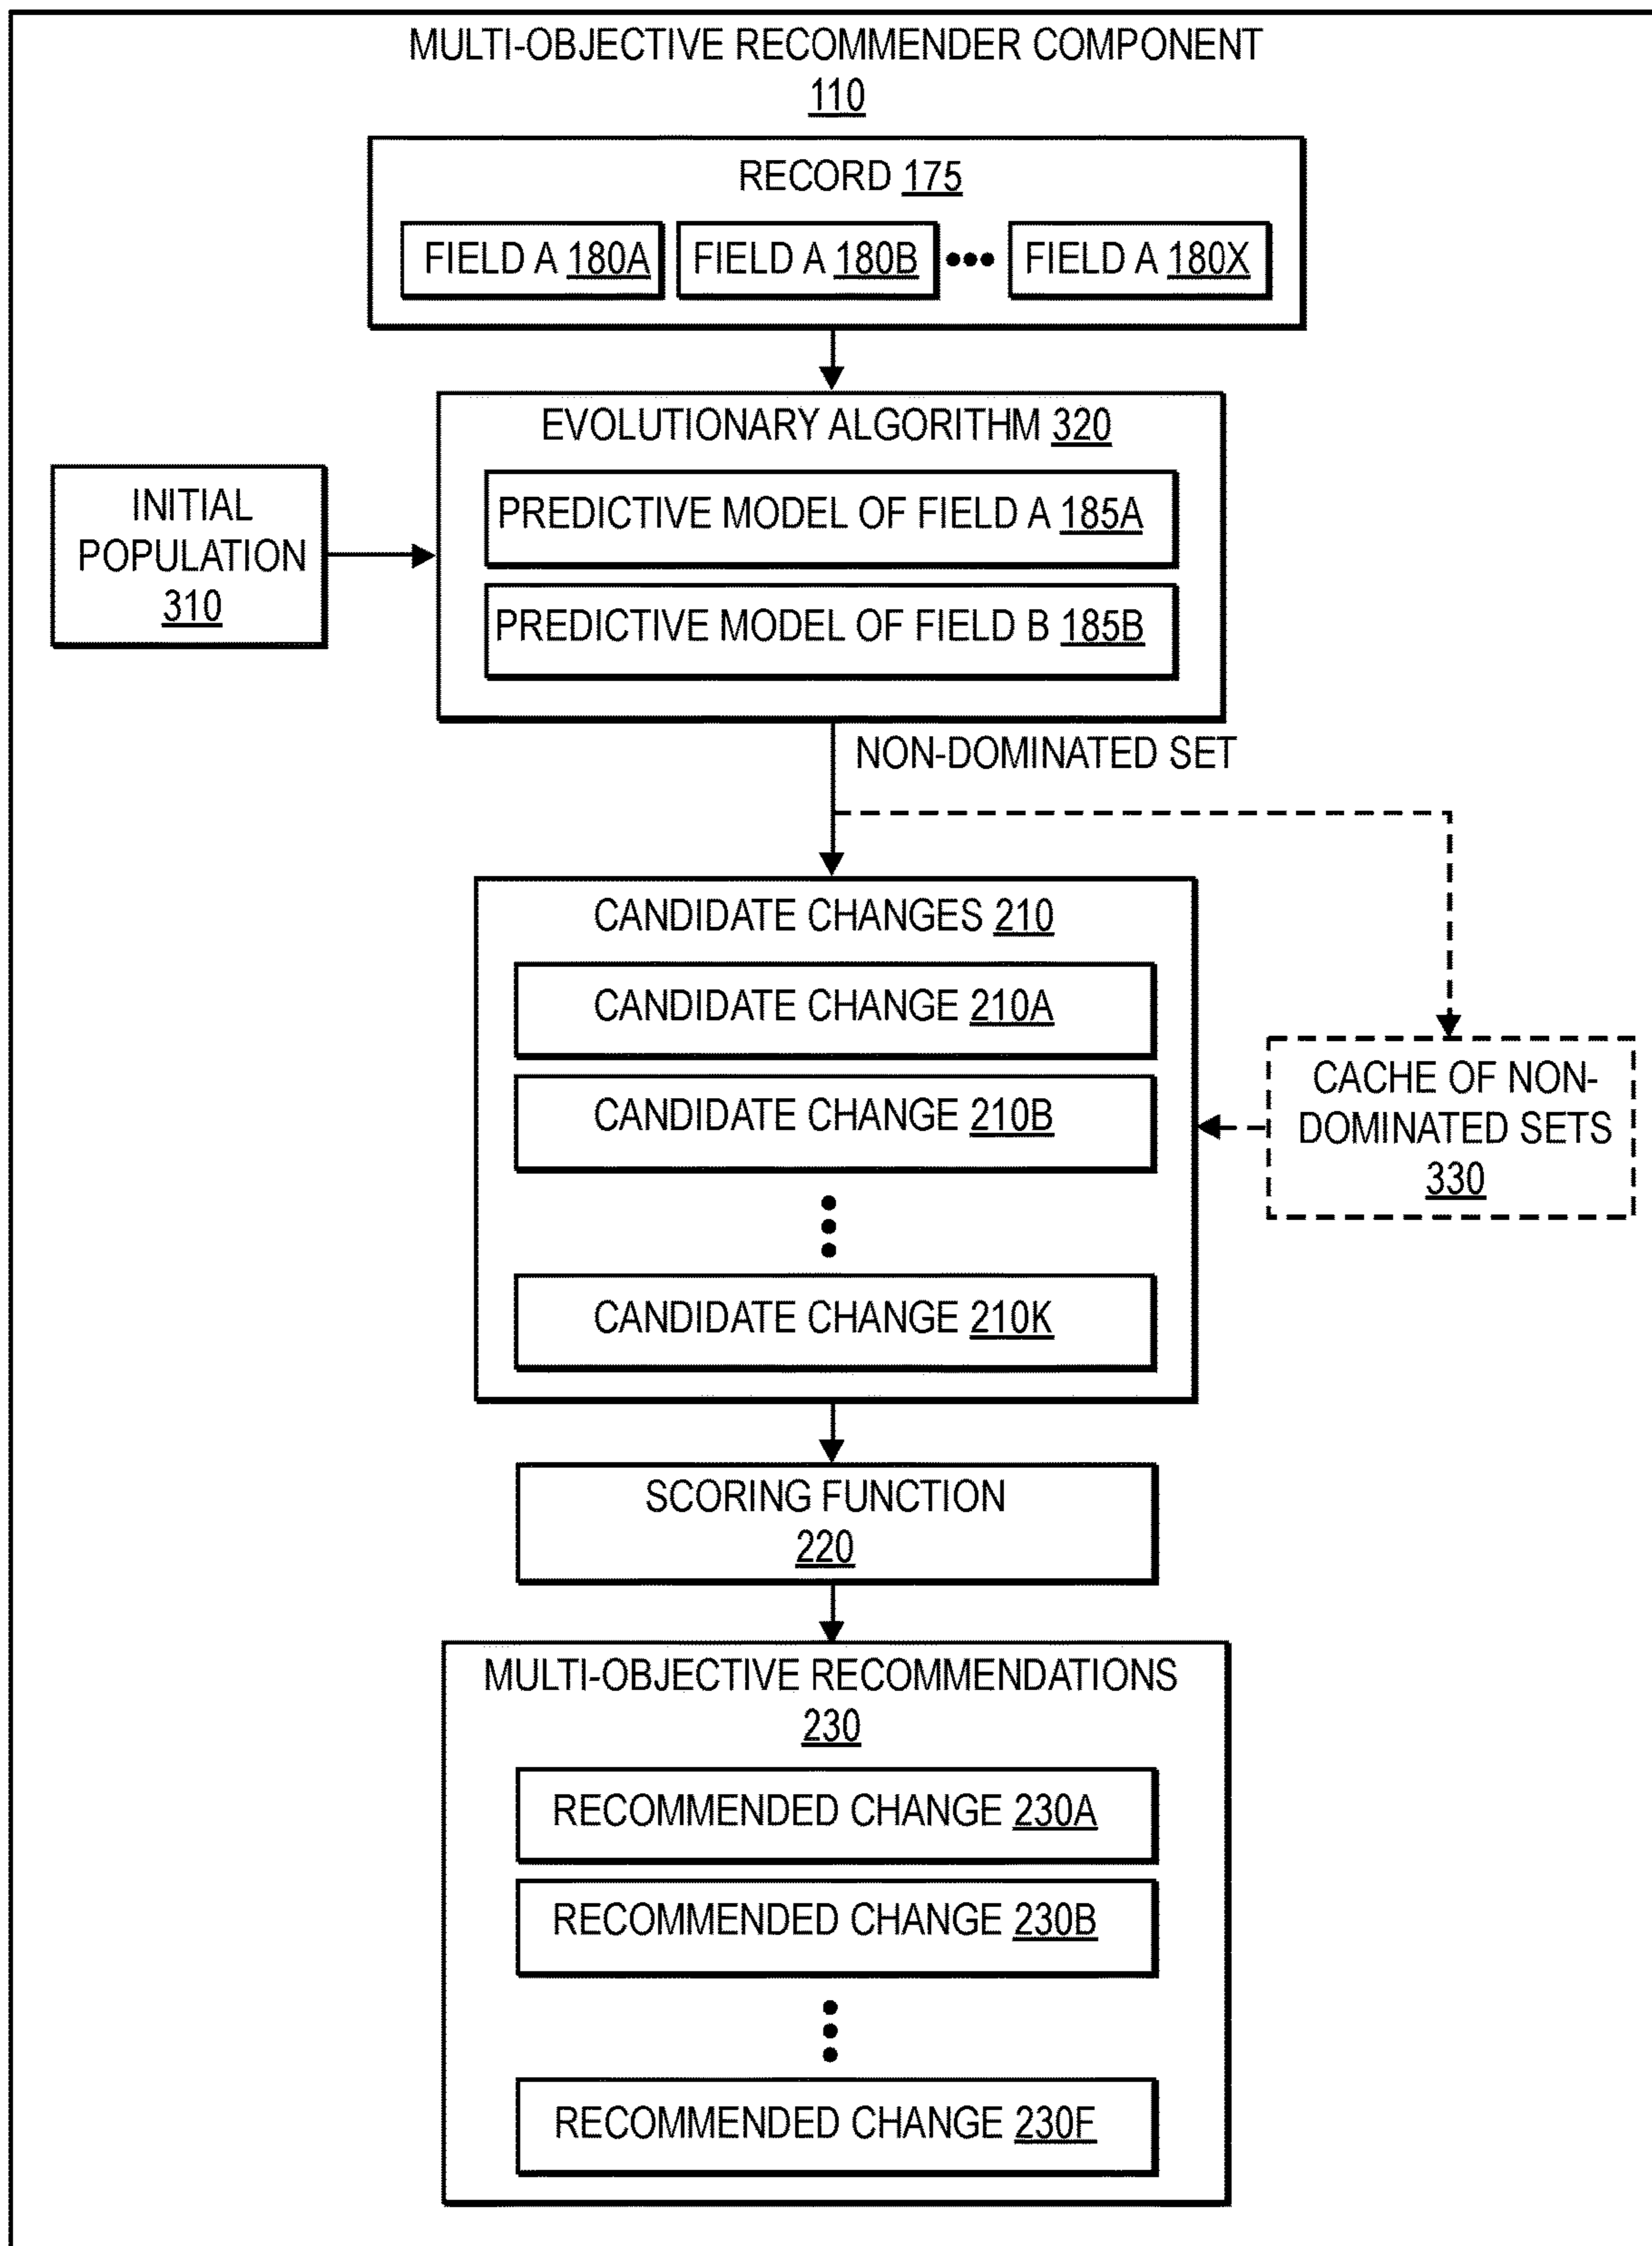 MULTI-OBJECTIVE RECOMMENDER COMPONENT
110
RECORD 175
FIELD A 180A
FIELD A 180B
FIELD A 180X
EVOLUTIONARY ALGORITHM 320
PREDICTIVE MODEL OF FIELD A 185A
PREDICTIVE MODEL OF FIELD B 185B
INITIAL
POPULATION
310
NON-DOMINATED SET
CANDIDATE CHANGES 210
CANDIDATE CHANGE 210A
CANDIDATE CHANGE 210B
CANDIDATE CHANGE 210K
CACHE OF NON-
DOMINATED SETS
330
SCORING FUNCTION
220
MULTI-OBJECTIVE RECOMMENDATIONS
230
RECOMMENDED CHANGE 230A
RECOMMENDED CHANGE 230B
RECOMMENDED CHANGE 230F